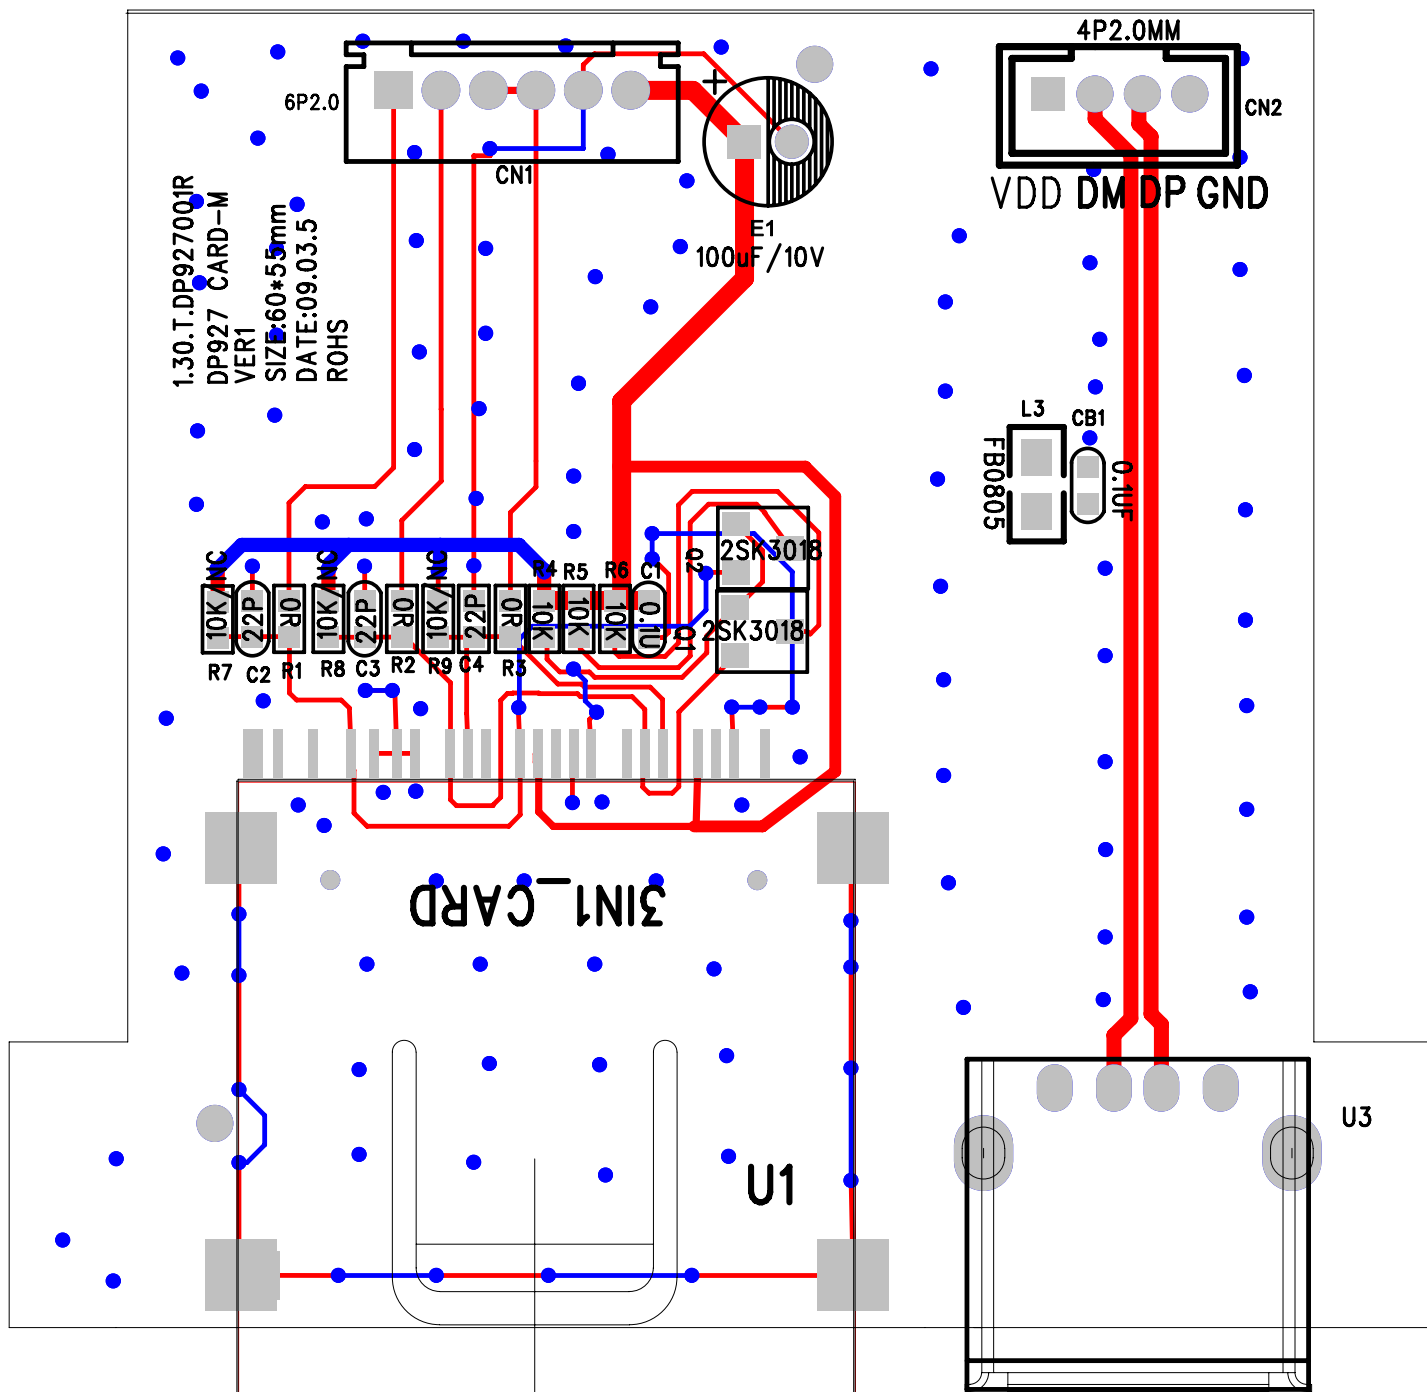 4P2.0MM
6P2.0
+
CN2
CN1
VDD DM DP GND
E1
100uF/10V
1.30.T.DP927001R
DP927 CARD-M
VER1
SIZE:60*55mm
DATE:09.03.5
ROHS
L3
CB1
FB0805
0.1UF
2SK3018
Q2
2SK3018
Q1
R4
R5
R6
C1
10K/NC
22P
0R
10K/NC
22P
0R
10K/NC
22P
0R
10K
10K
10K
0.1U
R7
C2
R1
R8
C3
R2
R9
C4
R3
3IN1_CARD
U1
U3